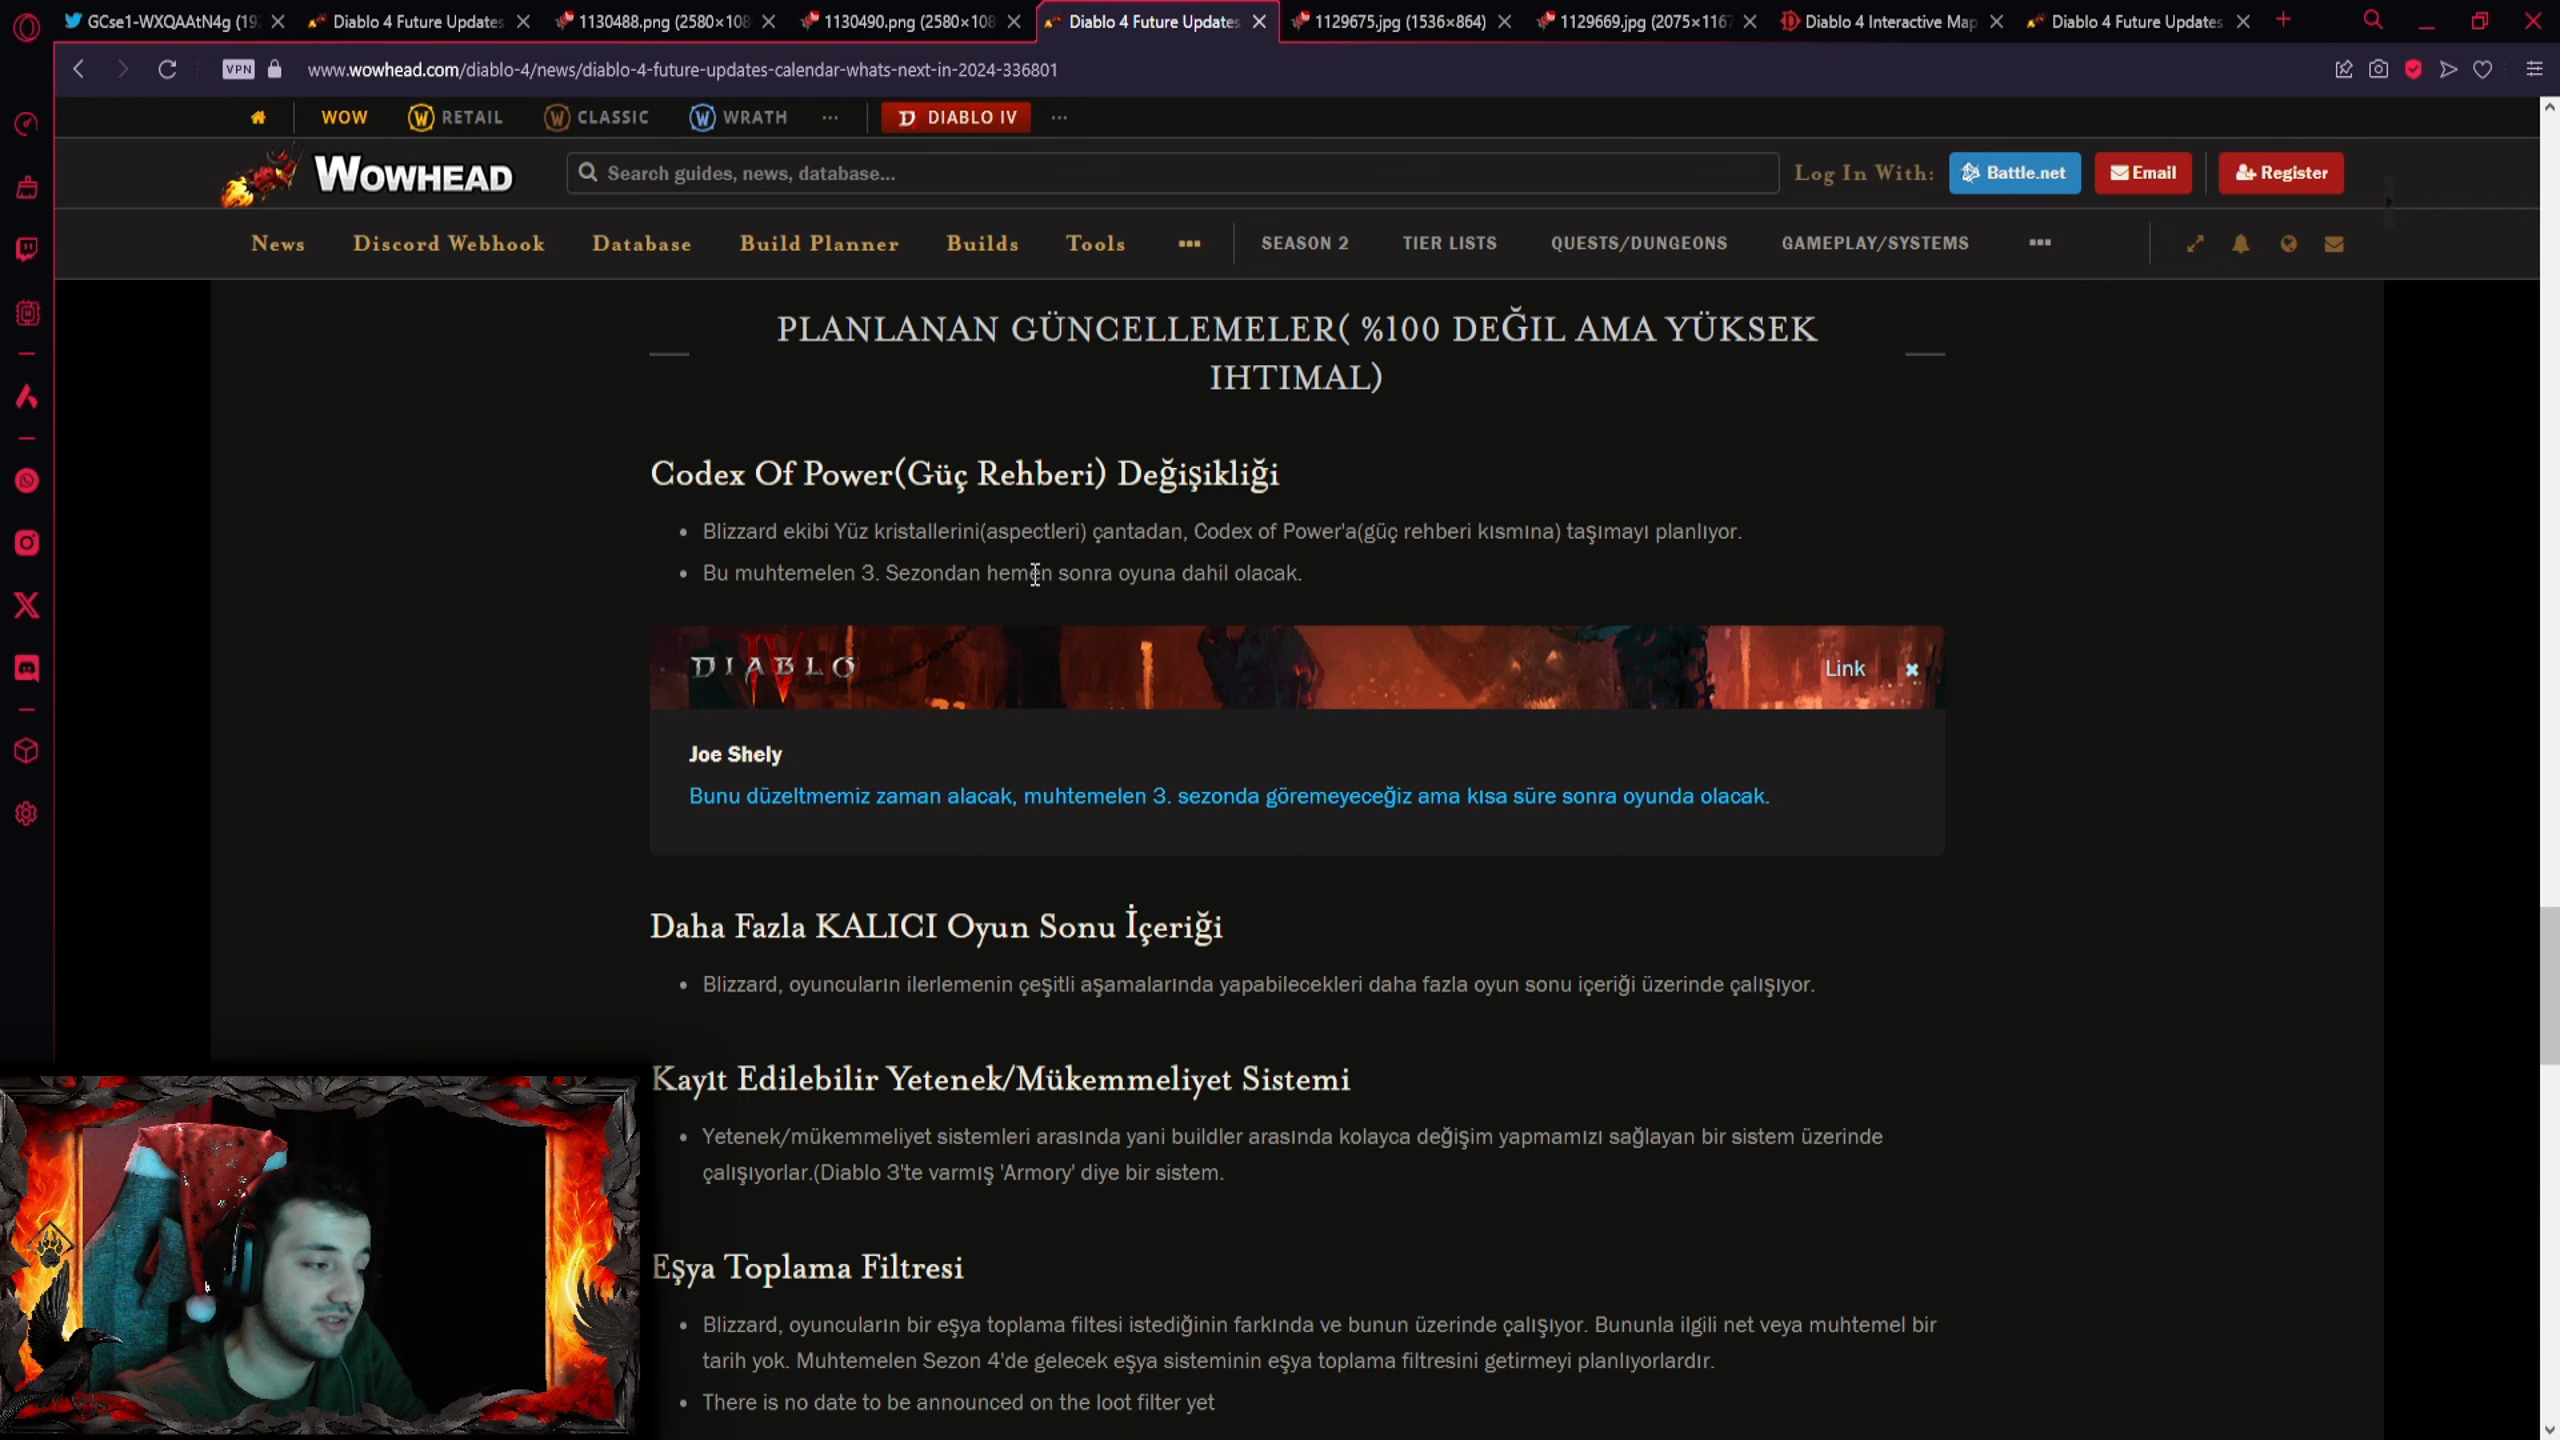 GCse1-WXQAAtN4g (19
Diablo 4 Future Updates
1130488.png (2580×108
1130490.png (2580×108
Diablo 4 Future Updates
1129675.jpg (1536×864)
1129669.jpg (2075×1167
Diablo 4 Interactive Map
Diablo 4 Future Updates
VPN
www.wowhead.com/diablo-4/news/diablo-4-future-updates-calendar-whats-next-in-2024-336801
WOW
RETAIL
CLASSIC
WRATH
DIABLO IV
WOWHEAD
Search guides, news, database...
Log In With:
Battle.net
Email
Register
News
Discord Webhook
Database
Build Planner
Builds
Tools
SEASON 2
TIER LISTS
QUESTS/DUNGEONS
GAMEPLAY/SYSTEMS
PLANLANAN GÜNCELLEMELER( %100 DEĞIL AMA YÜKSEK
IHTIMAL)
Codex Of Power(Güç Rehberi) Değişikliği
Blizzard ekibi Yüz kristallerini(aspectleri) çantadan, Codex of Power'a(güç rehberi kısmına) taşımayı planlıyor.
Bu muhtemelen 3. Sezondan hemen sonra oyuna dahil olacak.
DIABLO IV
Link
Joe Shely
Bunu düzeltmemiz zaman alacak, muhtemelen 3. sezonda göremeyeceğiz ama kısa süre sonra oyunda olacak.
Daha Fazla KALICI Oyun Sonu İçeriği
Blizzard, oyuncuların ilerlemenin çeşitli aşamalarında yapabilecekleri daha fazla oyun sonu içeriği üzerinde çalışıyor.
Kayıt Edilebilir Yetenek/Mükemmeliyet Sistemi
Yetenek/mükemmeliyet sistemleri arasında yani buildler arasında kolayca değişim yapmamızı sağlayan bir sistem üzerinde
çalışıyorlar.(Diablo 3'te varmış 'Armory' diye bir sistem.
Eşya Toplama Filtresi
Blizzard, oyuncuların bir eşya toplama filtesi istediğinin farkında ve bunun üzerinde çalışıyor. Bununla ilgili net veya muhtemel bir
tarih yok. Muhtemelen Sezon 4'de gelecek eşya sisteminin eşya toplama filtresini getirmeyi planlıyorlardır.
There is no date to be announced on the loot filter yet